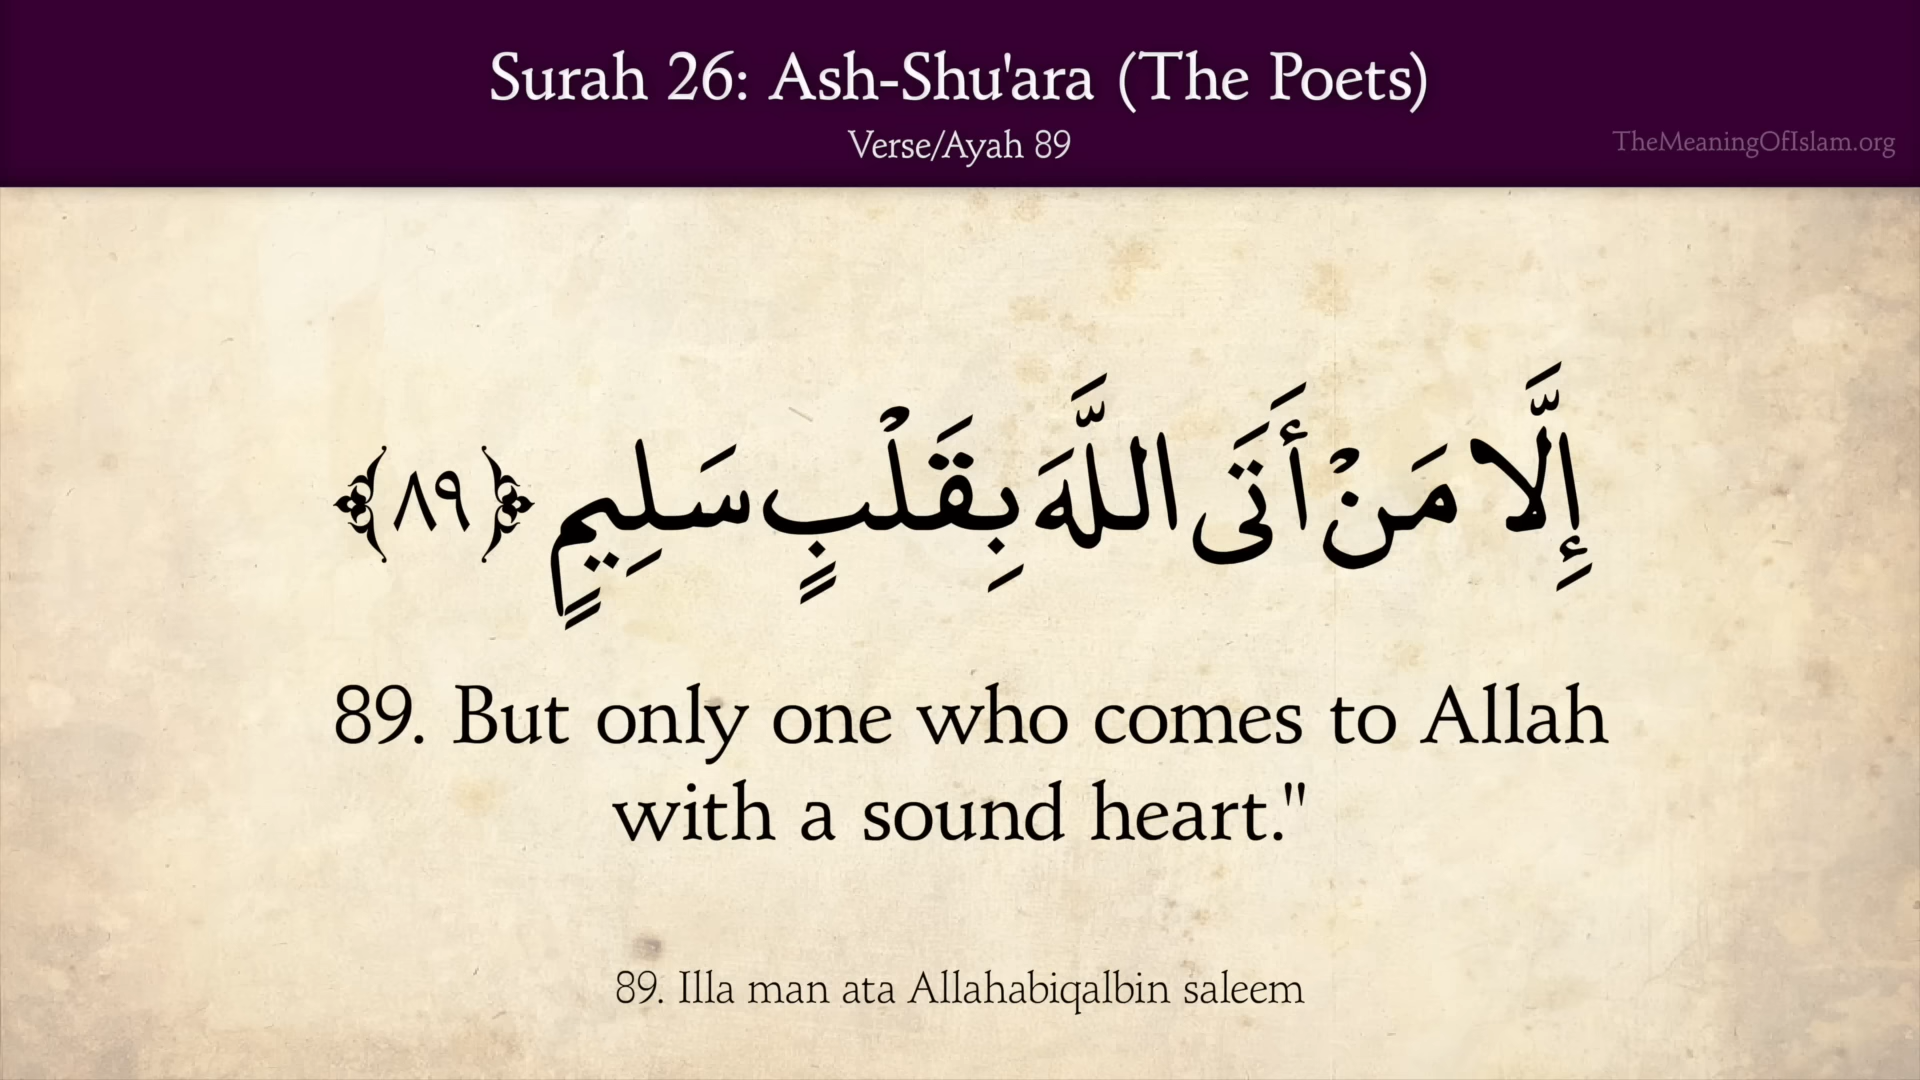 Surah 26: Ash-Shu'ara (The Poets)
Verse/Ayah 89
TheMeaningOfIslam.org
إِلَّا مَنْ أَتَى اللَّهَ بِقَلْبٍ سَلِيمٍ ﴿٨٩﴾
89. But only one who comes to Allah
with a sound heart."
89. Illa man ata Allahabiqalbin saleem